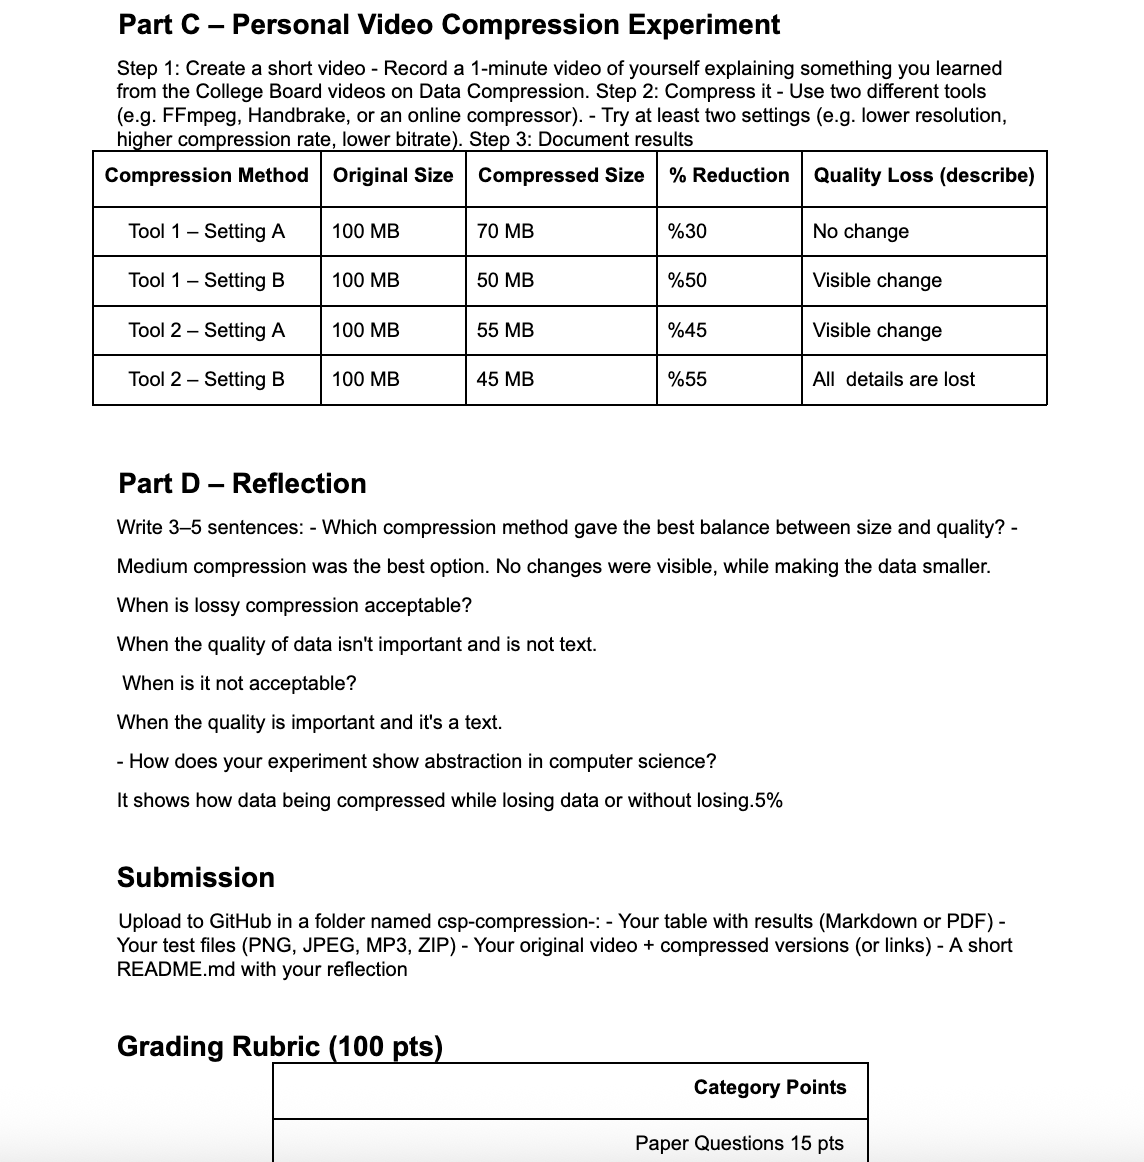 Part C – Personal Video Compression Experiment
Step 1: Create a short video - Record a 1-minute video of yourself explaining something you learned
from the College Board videos on Data Compression. Step 2: Compress it - Use two different tools
(e.g. FFmpeg, Handbrake, or an online compressor). - Try at least two settings (e.g. lower resolution,
higher compression rate, lower bitrate). Step 3: Document results
Compression Method Original Size Compressed Size % Reduction Quality Loss (describe)
Tool 1 – Setting A 100 MB 70 MB %30 No change
Tool 1 – Setting B 100 MB 50 MB %50 Visible change
Tool 2 – Setting A 100 MB 55 MB %45 Visible change
Tool 2 – Setting B 100 MB 45 MB %55 All  details are lost
Part D – Reflection
Write 3–5 sentences: - Which compression method gave the best balance between size and quality? -
Medium compression was the best option. No changes were visible, while making the data smaller.
When is lossy compression acceptable?
When the quality of data isn't important and is not text.
When is it not acceptable?
When the quality is important and it's a text.
- How does your experiment show abstraction in computer science?
It shows how data being compressed while losing data or without losing.5%
Submission
Upload to GitHub in a folder named csp-compression-: - Your table with results (Markdown or PDF) -
Your test files (PNG, JPEG, MP3, ZIP) - Your original video + compressed versions (or links) - A short
README.md with your reflection
Grading Rubric (100 pts)
Category Points
Paper Questions 15 pts